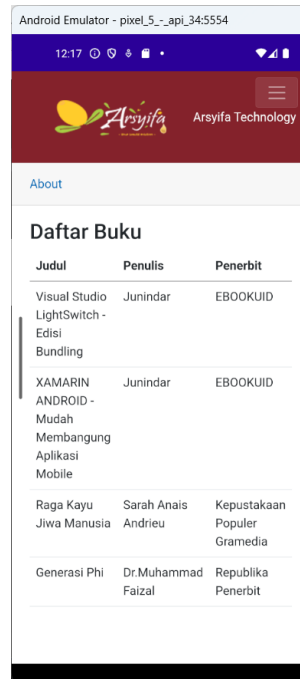 Android Emulator - pixel_5_-_api_34:5554
12:17
Arsyifa
Arsyifa Technology
About
Daftar Buku
Judul Penulis Penerbit
Visual Studio Junindar EBOOKUID
LightSwitch -
Edisi
Bundling
XAMARIN Junindar EBOOKUID
ANDROID -
Mudah
Membangung
Aplikasi
Mobile
Raga Kayu Sarah Anais Kepustakaan
Jiwa Manusia Andrieu Populer
Gramedia
Generasi Phi Dr.Muhammad Republika
Faizal Penerbit